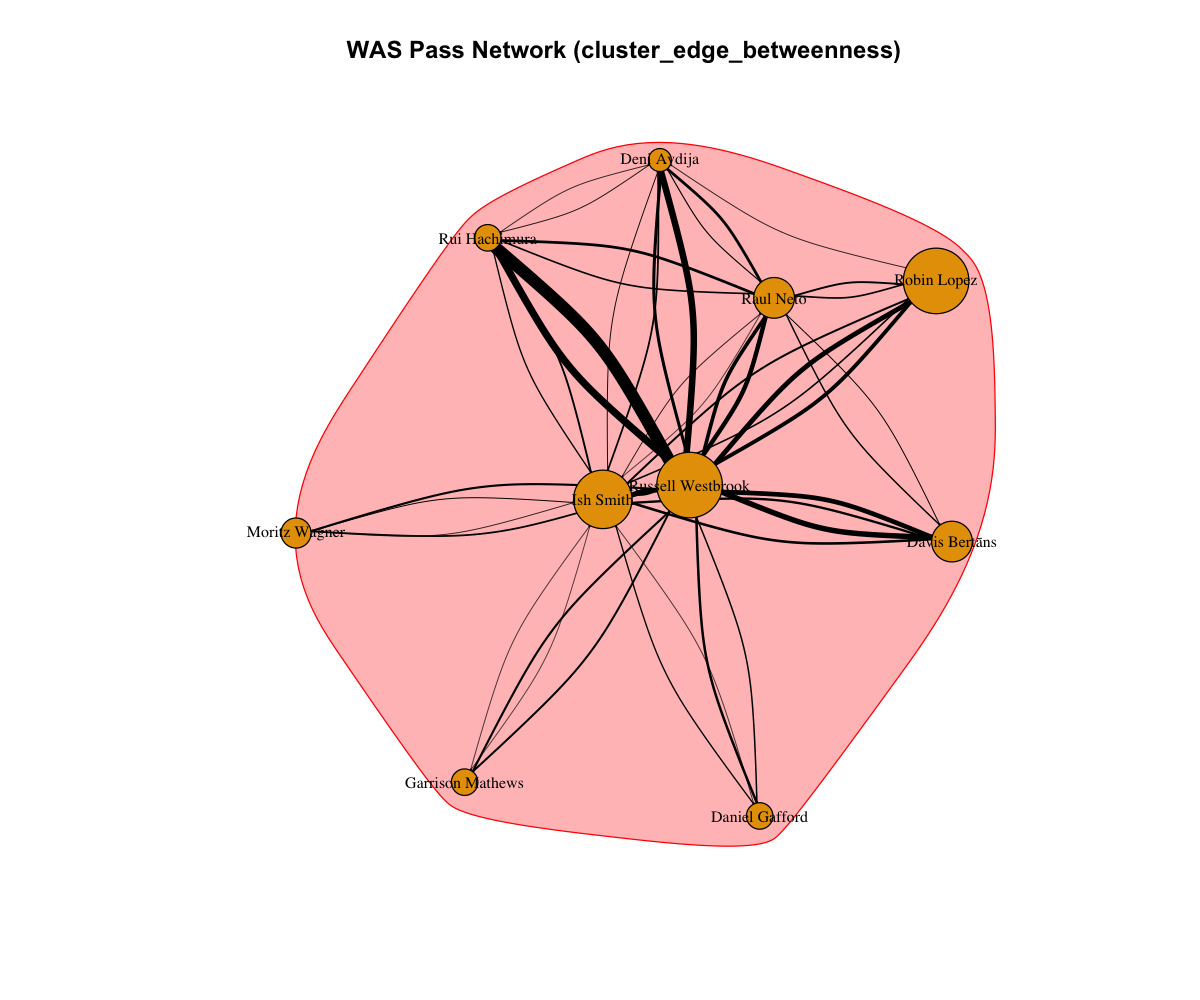 WAS Pass Network (cluster_edge_betweenness)
Deni Avdija
Rui Hachimura
Robin Lopez
Raul Neto
Russell Westbrook
Ish Smith
Moritz Wagner
Davis Bertans
Garrison Mathews
Daniel Gafford